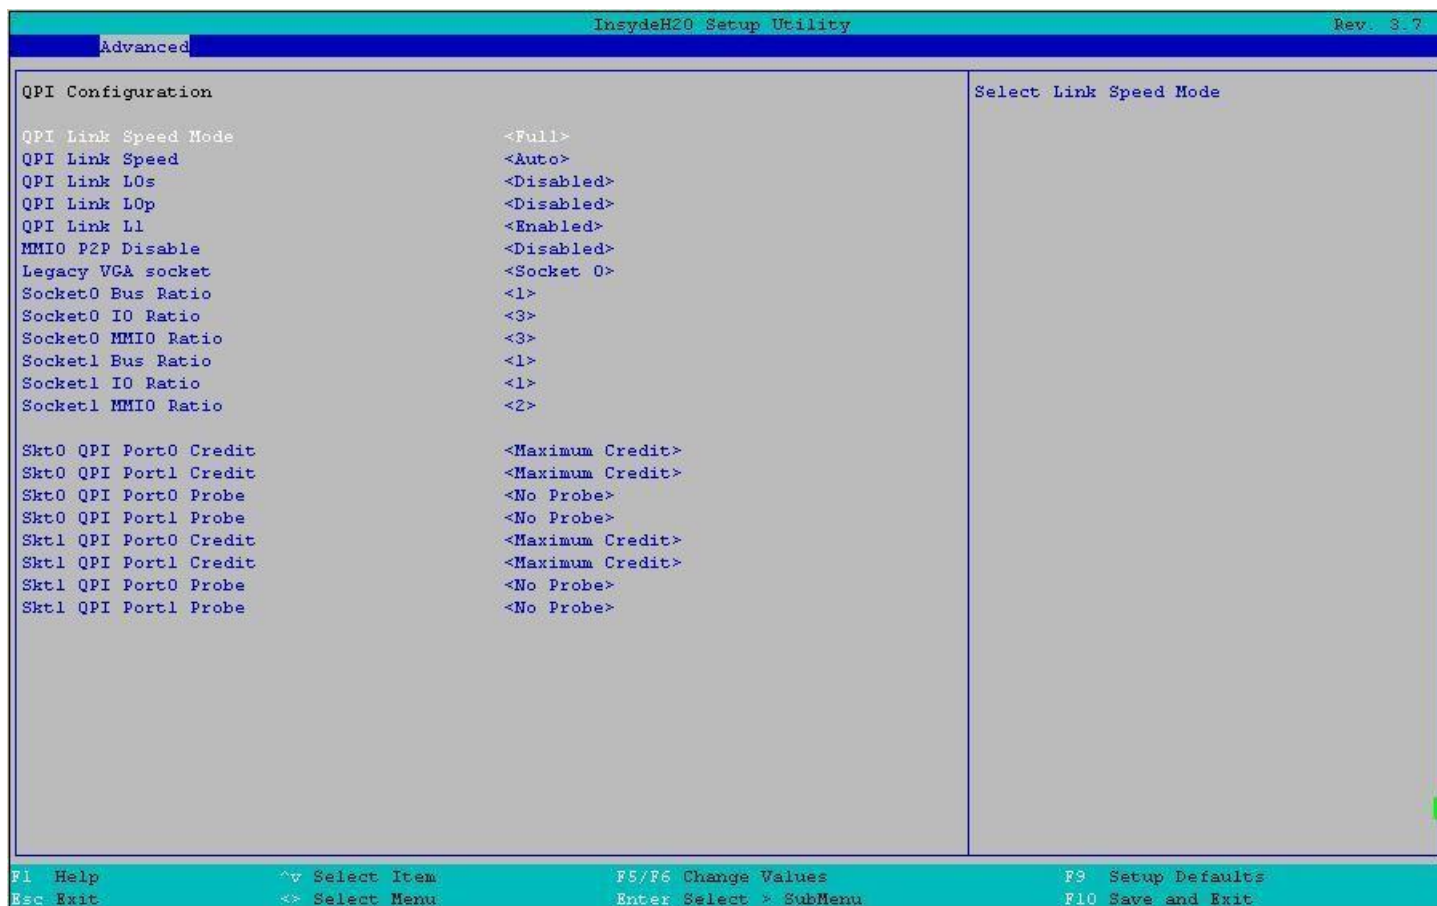 InsydeH20 Setup Utility Rev. 3.7
Advanced
QPI Configuration Select Link Speed Mode
QPI Link Speed Mode <Full>
QPI Link Speed <Auto>
QPI Link L0s <Disabled>
QPI Link L0p <Disabled>
QPI Link L1 <Enabled>
MMIO P2P Disable <Disabled>
Legacy VGA socket <Socket 0>
Socket0 Bus Ratio <1>
Socket0 IO Ratio <3>
Socket0 MMIO Ratio <3>
Socket1 Bus Ratio <1>
Socket1 IO Ratio <1>
Socket1 MMIO Ratio <2>
Skt0 QPI Port0 Credit <Maximum Credit>
Skt0 QPI Port1 Credit <Maximum Credit>
Skt0 QPI Port0 Probe <No Probe>
Skt0 QPI Port1 Probe <No Probe>
Skt1 QPI Port0 Credit <Maximum Credit>
Skt1 QPI Port1 Credit <Maximum Credit>
Skt1 QPI Port0 Probe <No Probe>
Skt1 QPI Port1 Probe <No Probe>
F1 Help ^v Select Item F5/F6 Change Values F9 Setup Defaults
Esc Exit <> Select Menu Enter Select > SubMenu F10 Save and Exit